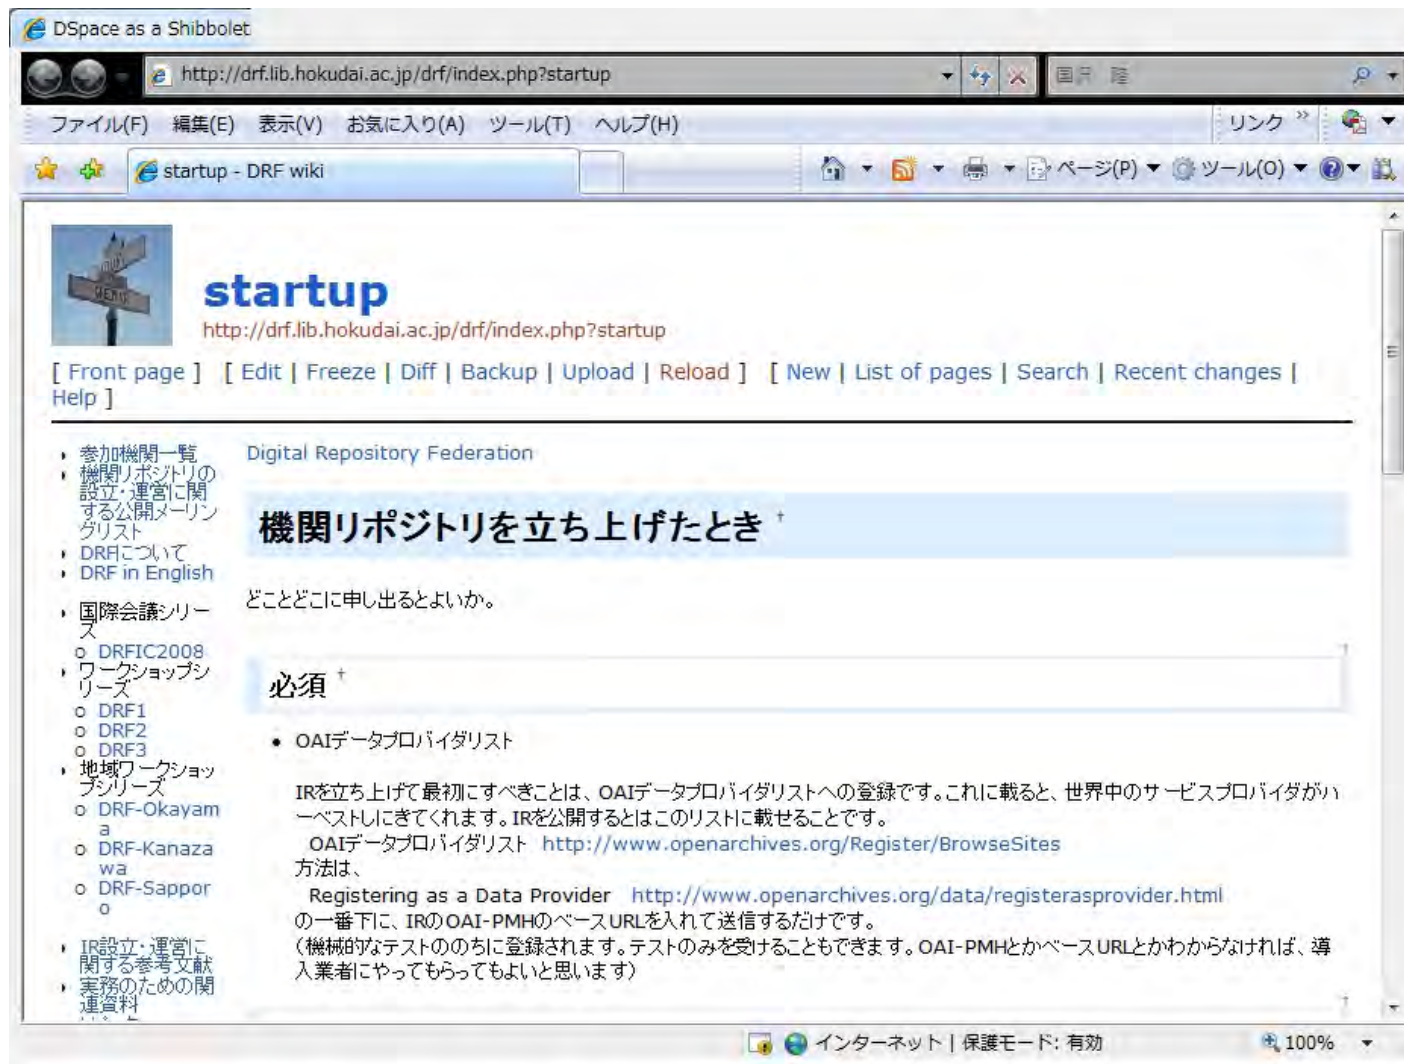 DSpace as a Shibbolet
http://drf.lib.hokudai.ac.jp/drf/index.php?startup
ファイル(F) 編集(E) 表示(V) お気に入り(A) ツール(T) ヘルプ(H)
リンク »
startup - DRF wiki
ページ(P) ツール(O)
startup
http://drf.lib.hokudai.ac.jp/drf/index.php?startup
[ Front page ] [ Edit | Freeze | Diff | Backup | Upload | Reload ] [ New | List of pages | Search | Recent changes |
Help ]
参加機関一覧
機関リポジトリの
設立・運営に関
する公開メーリン
グリスト
DRFについて
DRF in English
国際会議シリー
ズ
DRFIC2008
ワークショップシ
リーズ
DRF1
DRF2
DRF3
地域ワークショッ
プシリーズ
DRF-Okayam
a
DRF-Kanaza
wa
DRF-Sappor
o
IR設立・運営に
関する参考文献
実務のための関
連資料
Digital Repository Federation
機関リポジトリを立ち上げたとき †
どことどこに申し出るとよいか。
必須 †
• OAIデータプロバイダリスト
IRを立ち上げて最初にすべきことは、OAIデータプロバイダリストへの登録です。これに載ると、世界中のサービスプロバイダがハ
ーベストしにきてくれます。IRを公開するとはこのリストに載せることです。
OAIデータプロバイダリスト http://www.openarchives.org/Register/BrowseSites
方法は、
Registering as a Data Provider http://www.openarchives.org/data/registerasprovider.html
の一番下に、IRのOAI-PMHのベースURLを入れて送信するだけです。
（機械的なテストののちに登録されます。テストのみを受けることもできます。OAI-PMHとかベースURLとかわからなければ、導
入業者にやってもらってもよいと思います）
インターネット | 保護モード: 有効
100%